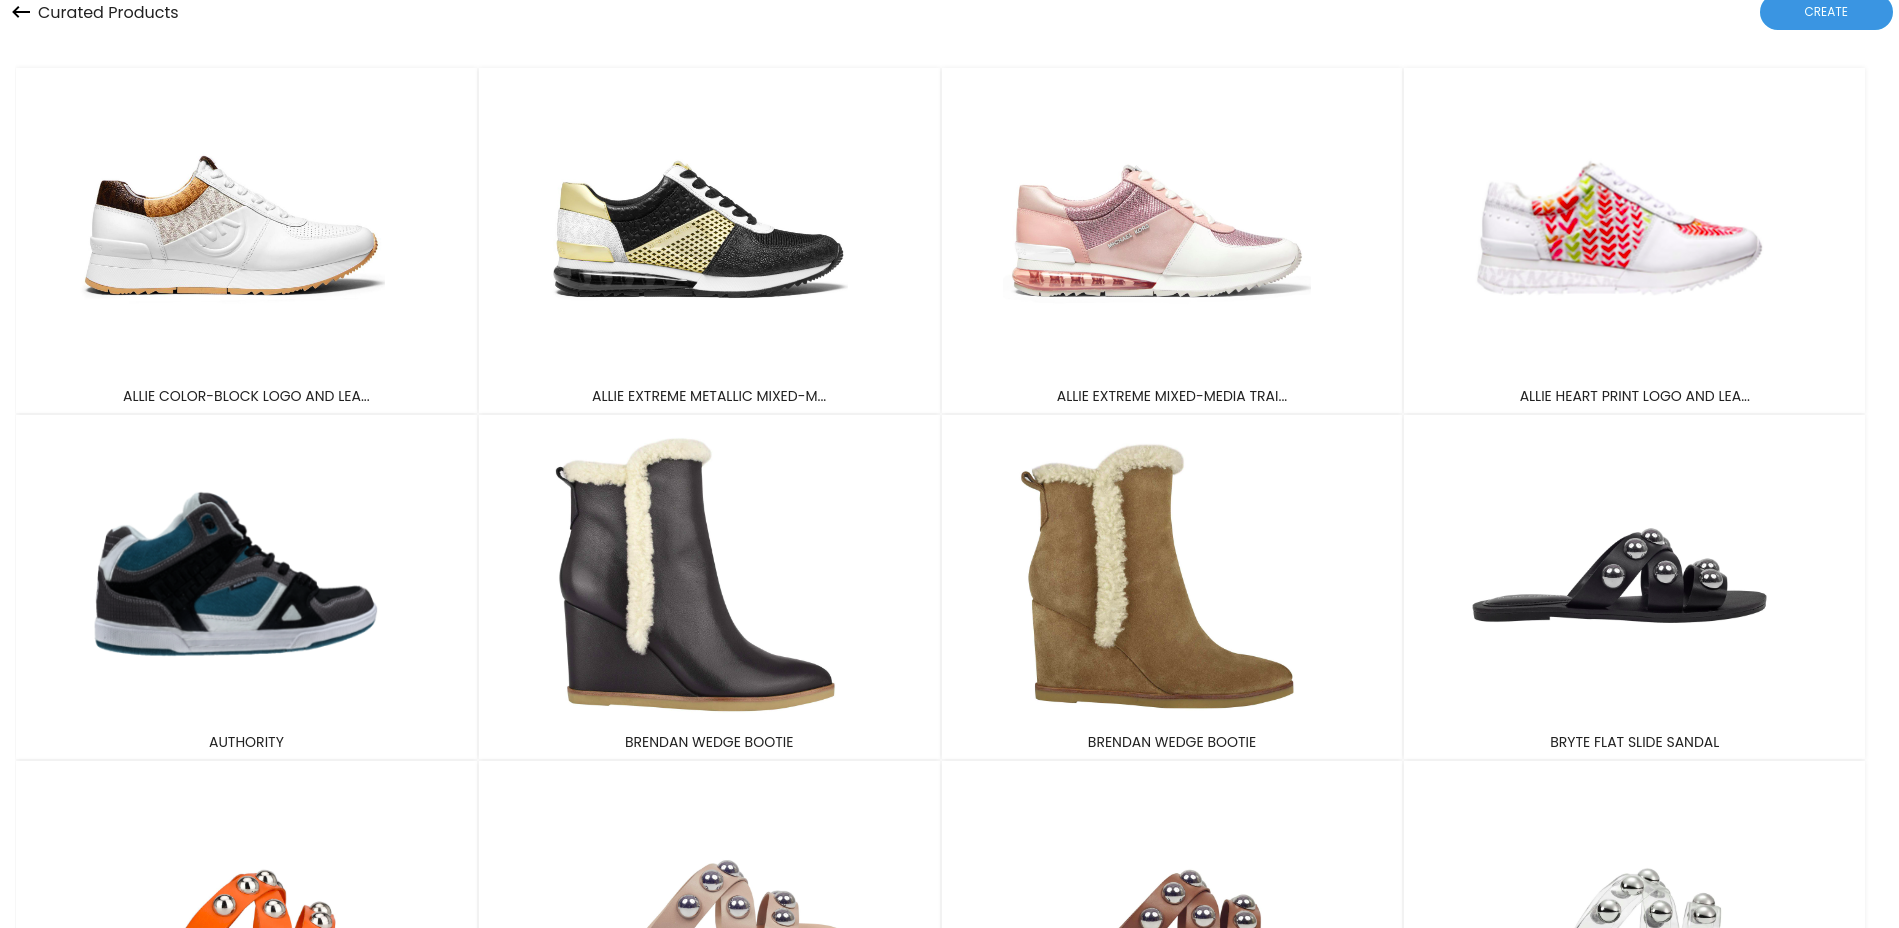 Curated Products
CREATE
ALLIE COLOR-BLOCK LOGO AND LEA...
ALLIE EXTREME METALLIC MIXED-M...
ALLIE EXTREME MIXED-MEDIA TRAI...
ALLIE HEART PRINT LOGO AND LEA...
AUTHORITY
BRENDAN WEDGE BOOTIE
BRENDAN WEDGE BOOTIE
BRYTE FLAT SLIDE SANDAL